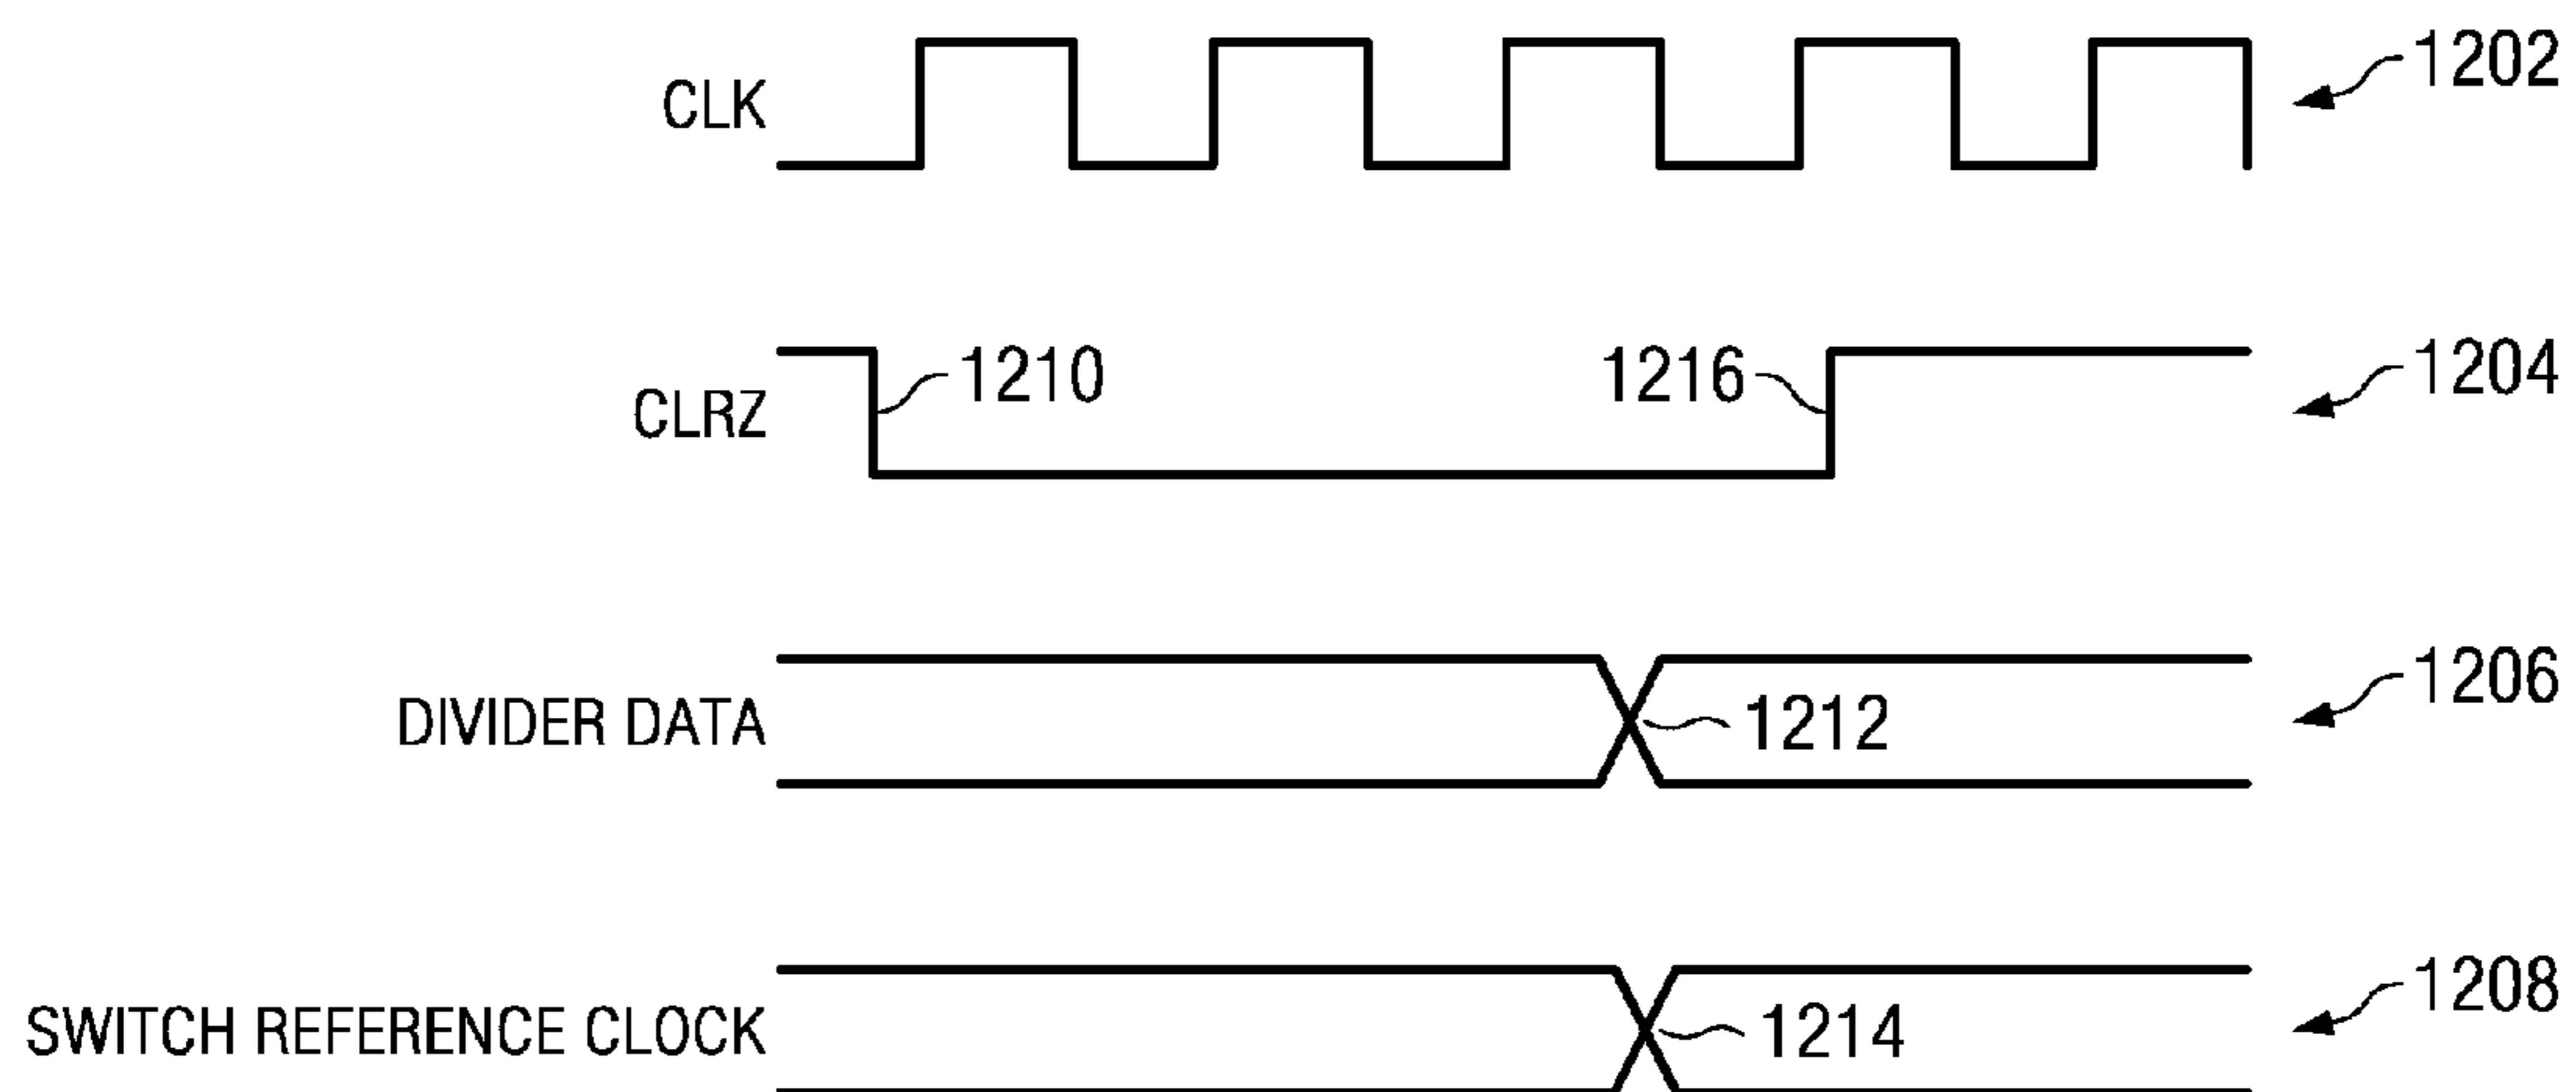 CLK
1202
CLRZ
1210
1216
1204
DIVIDER DATA
1212
1206
SWITCH REFERENCE CLOCK
1214
1208